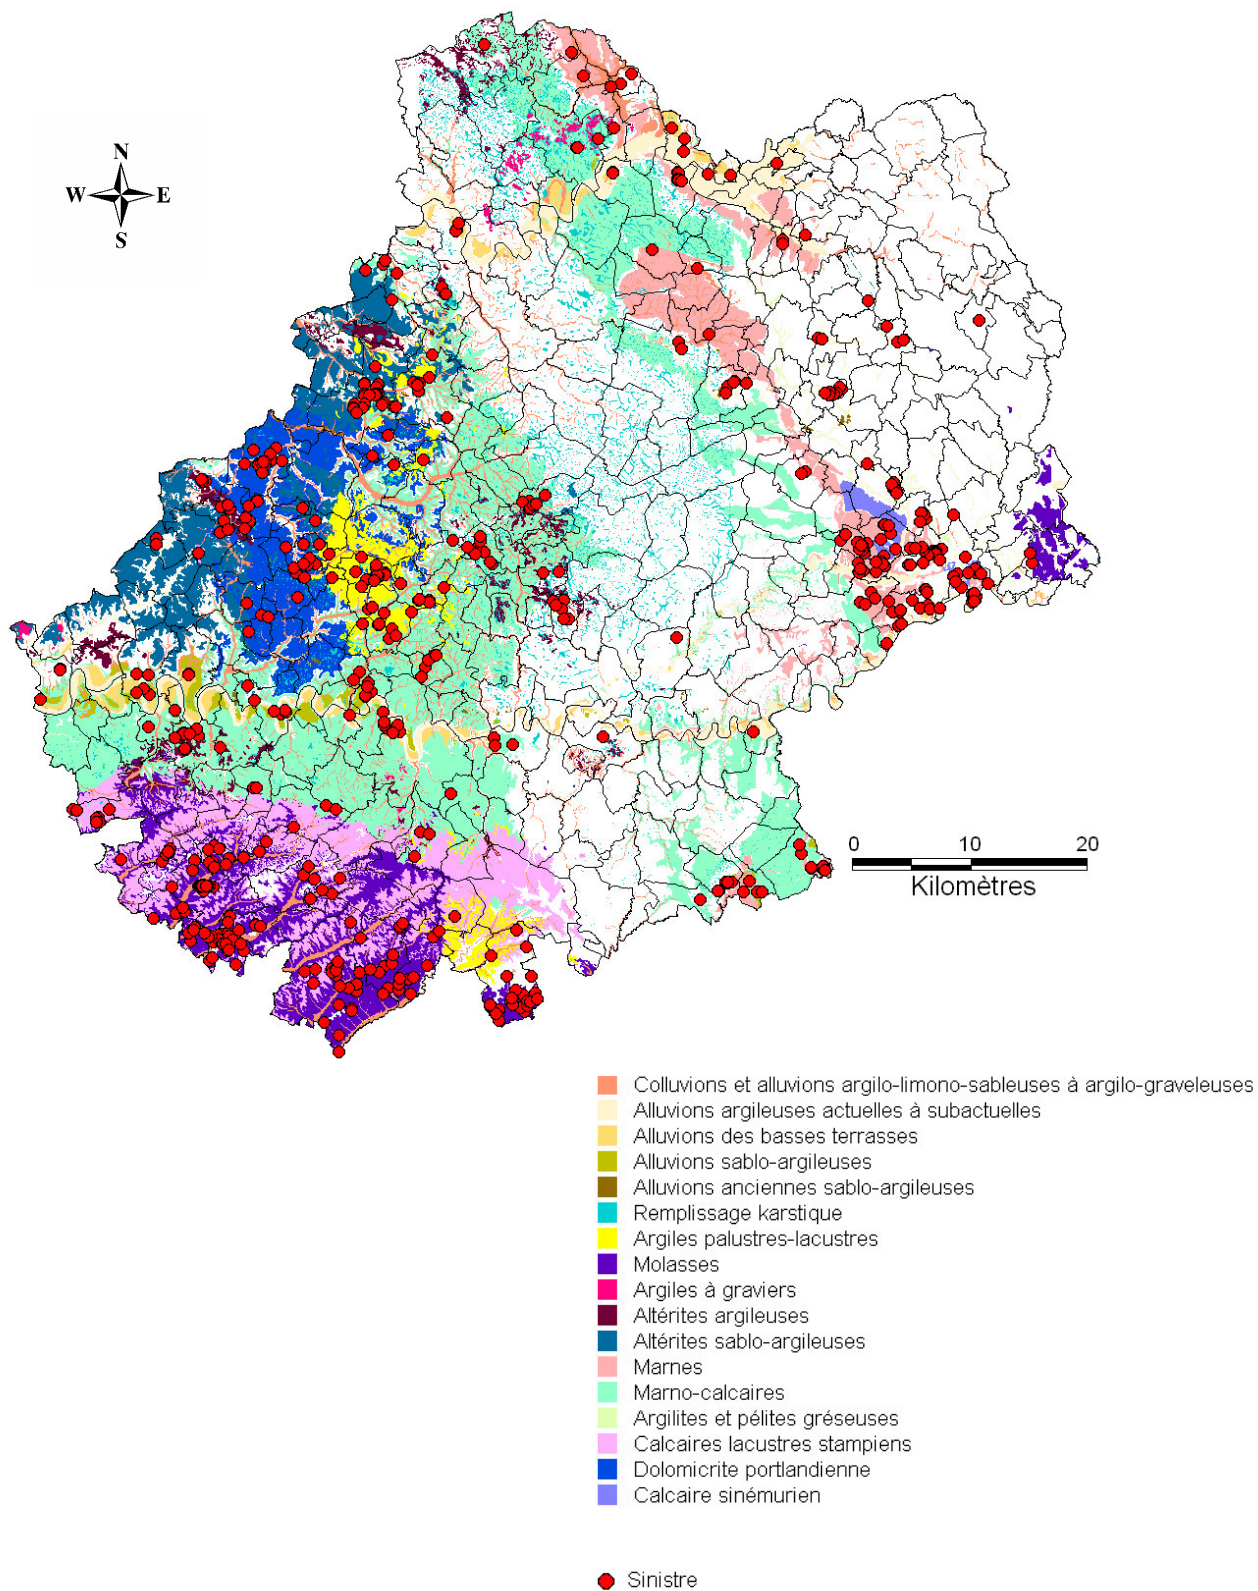 N
W E
S
0 10 20
Kilomètres
Colluvions et alluvions argilo-limono-sableuses à argilo-graveleuses
Alluvions argileuses actuelles à subactuelles
Alluvions des basses terrasses
Alluvions sablo-argileuses
Alluvions anciennes sablo-argileuses
Remplissage karstique
Argiles palustres-lacustres
Molasses
Argiles à graviers
Altérites argileuses
Altérites sablo-argileuses
Marnes
Marno-calcaires
Argilites et pélites gréseuses
Calcaires lacustres stampiens
Dolomicrite portlandienne
Calcaire sinémurien
Sinistre